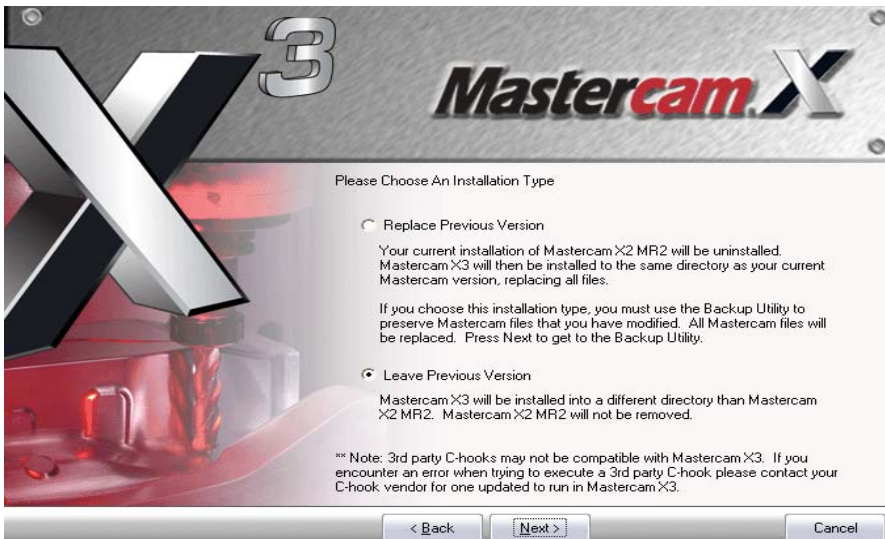 X3
Mastercam.X
Please Choose An Installation Type
Replace Previous Version
Your current installation of Mastercam X2 MR2 will be uninstalled.
Mastercam X3 will then be installed to the same directory as your current
Mastercam version, replacing all files.
If you choose this installation type, you must use the Backup Utility to
preserve Mastercam files that you have modified. All Mastercam files will
be replaced. Press Next to get to the Backup Utility.
Leave Previous Version
Mastercam X3 will be installed into a different directory than Mastercam
X2 MR2. Mastercam X2 MR2 will not be removed.
** Note: 3rd party C-hooks may not be compatible with Mastercam X3. If you
encounter an error when trying to execute a 3rd party C-hook please contact your
C-hook vendor for one updated to run in Mastercam X3.
< Back
Next >
Cancel